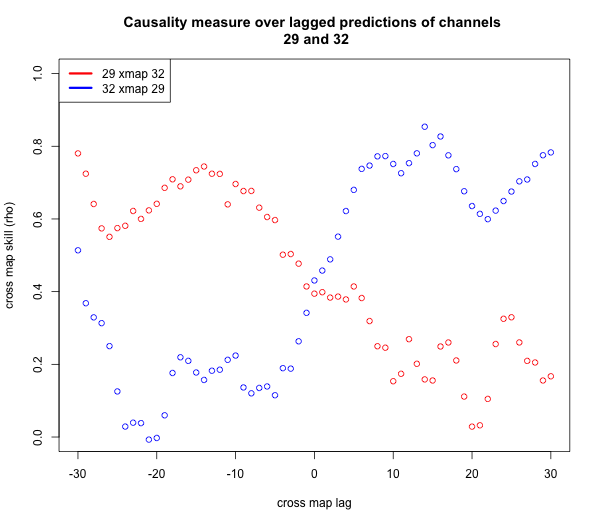 Causality measure over lagged predictions of channels
29 and 32
29 xmap 32
32 xmap 29
1.0
0.8
0.6
0.4
0.2
0.0
cross map skill (rho)
-30 -20 -10 0 10 20 30
cross map lag